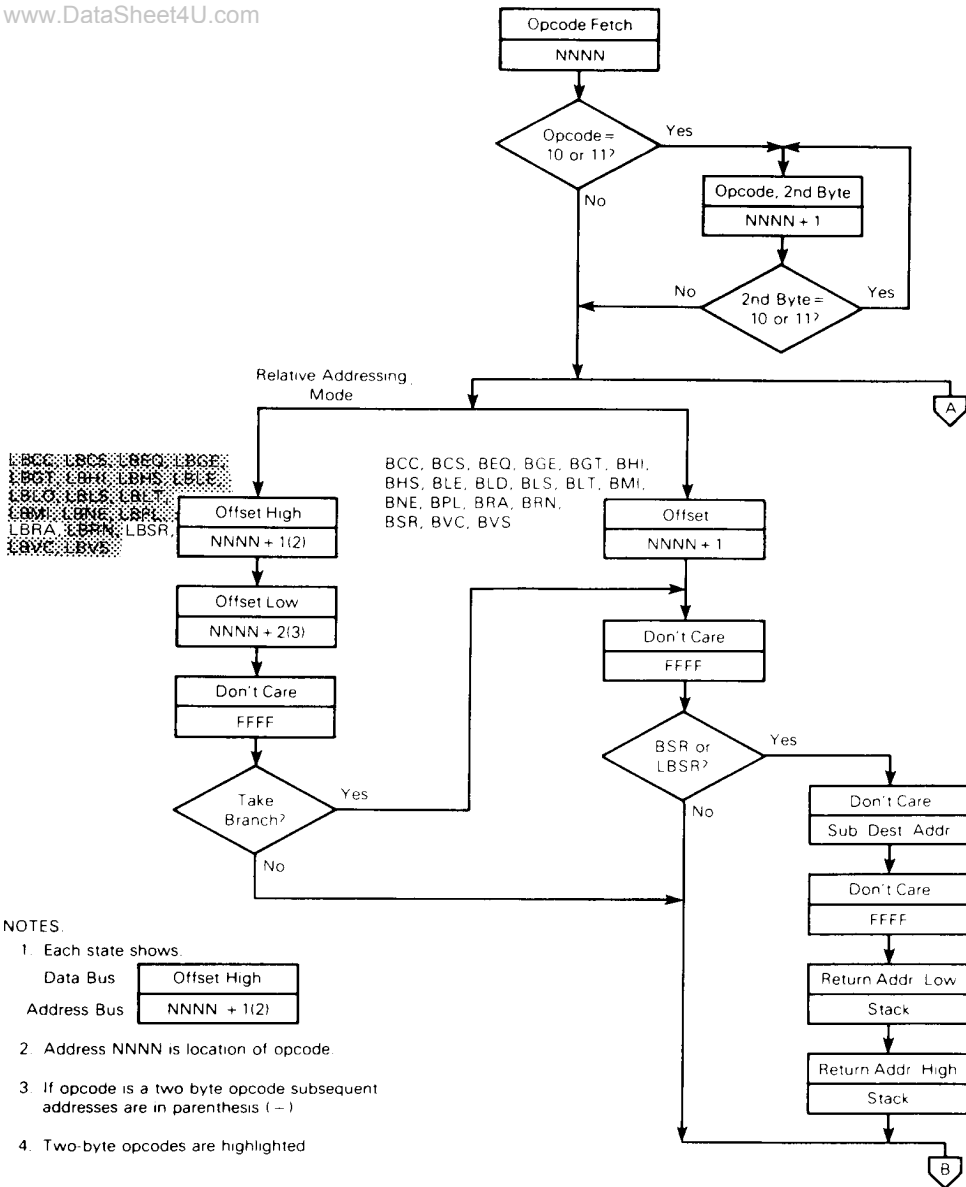 www.DataSheet4U.com
Opcode Fetch
NNNN
Opcode =
10 or 11?
Yes
No
Opcode, 2nd Byte
NNNN + 1
2nd Byte =
10 or 11?
No
Yes
A
Relative Addressing
Mode
LBCC, LBCS, LBEQ, LBGE,
LBGT, LBHI, LBHS, LBLE,
LBLO, LBLS, LBLT,
LBMI, LBNE, LBPL,
LBRA, LBRN, LBSR,
LBVC, LBVS
Offset High
NNNN + 1(2)
Offset Low
NNNN + 2(3)
Don't Care
FFFF
Take
Branch?
Yes
No
BCC, BCS, BEQ, BGE, BGT, BHI,
BHS, BLE, BLD, BLS, BLT, BMI,
BNE, BPL, BRA, BRN,
BSR, BVC, BVS
Offset
NNNN + 1
Don't Care
FFFF
BSR or
LBSR?
Yes
No
Don't Care
Sub Dest Addr
Don't Care
FFFF
Return Addr Low
Stack
Return Addr High
Stack
B
NOTES.
1. Each state shows.
Data Bus Offset High
Address Bus NNNN + 1(2)
2. Address NNNN is location of opcode.
3. If opcode is a two byte opcode subsequent
addresses are in parenthesis (–)
4. Two-byte opcodes are highlighted